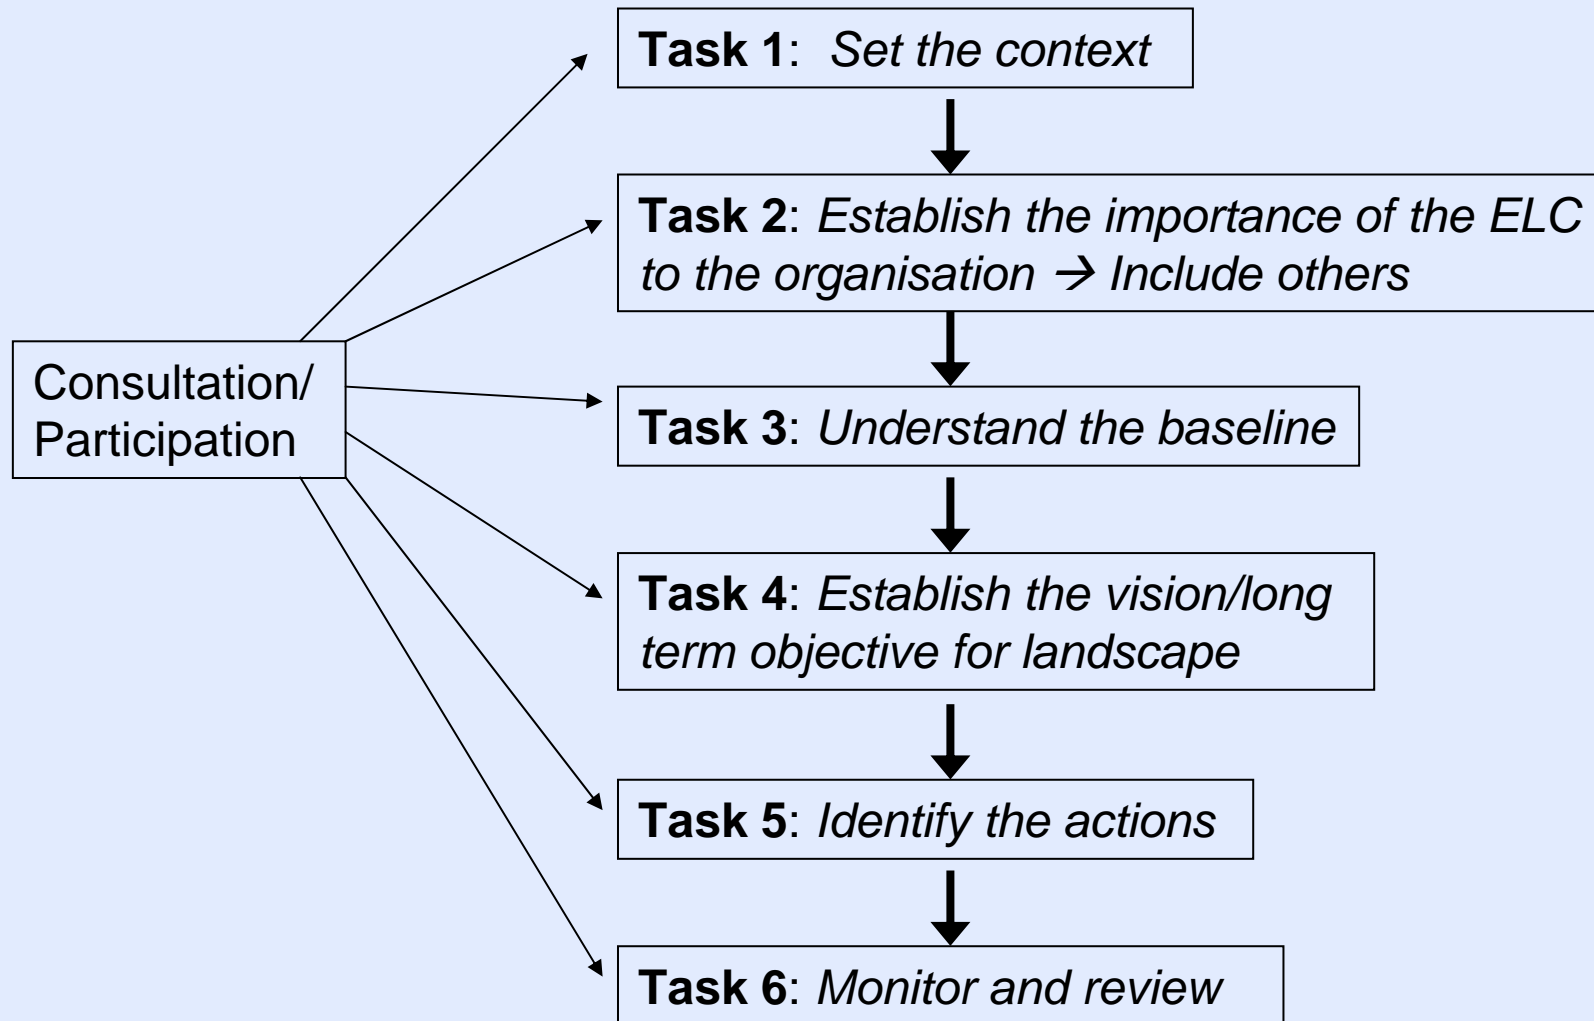 Task 1:  Set the context
Task 2: Establish the importance of the ELC
to the organisation → Include others
Consultation/
Participation
Task 3: Understand the baseline
Task 4: Establish the vision/long
term objective for landscape
Task 5: Identify the actions
Task 6: Monitor and review